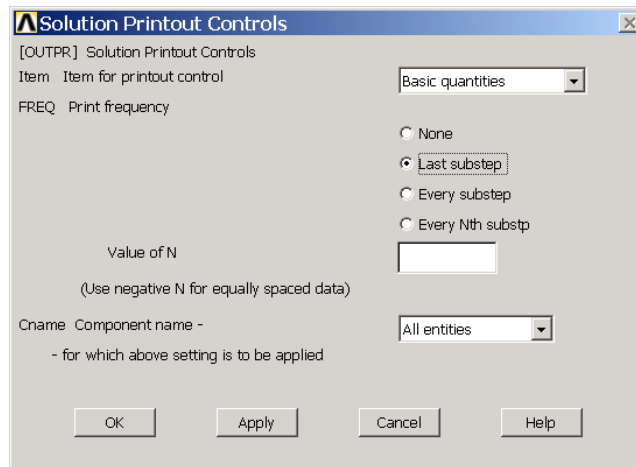 Solution Printout Controls
[OUTPR] Solution Printout Controls
Item Item for printout control
Basic quantities
FREQ Print frequency
None
Last substep
Every substep
Every Nth substp
Value of N
(Use negative N for equally spaced data)
Cname Component name -
All entities
- for which above setting is to be applied
OK Apply Cancel Help